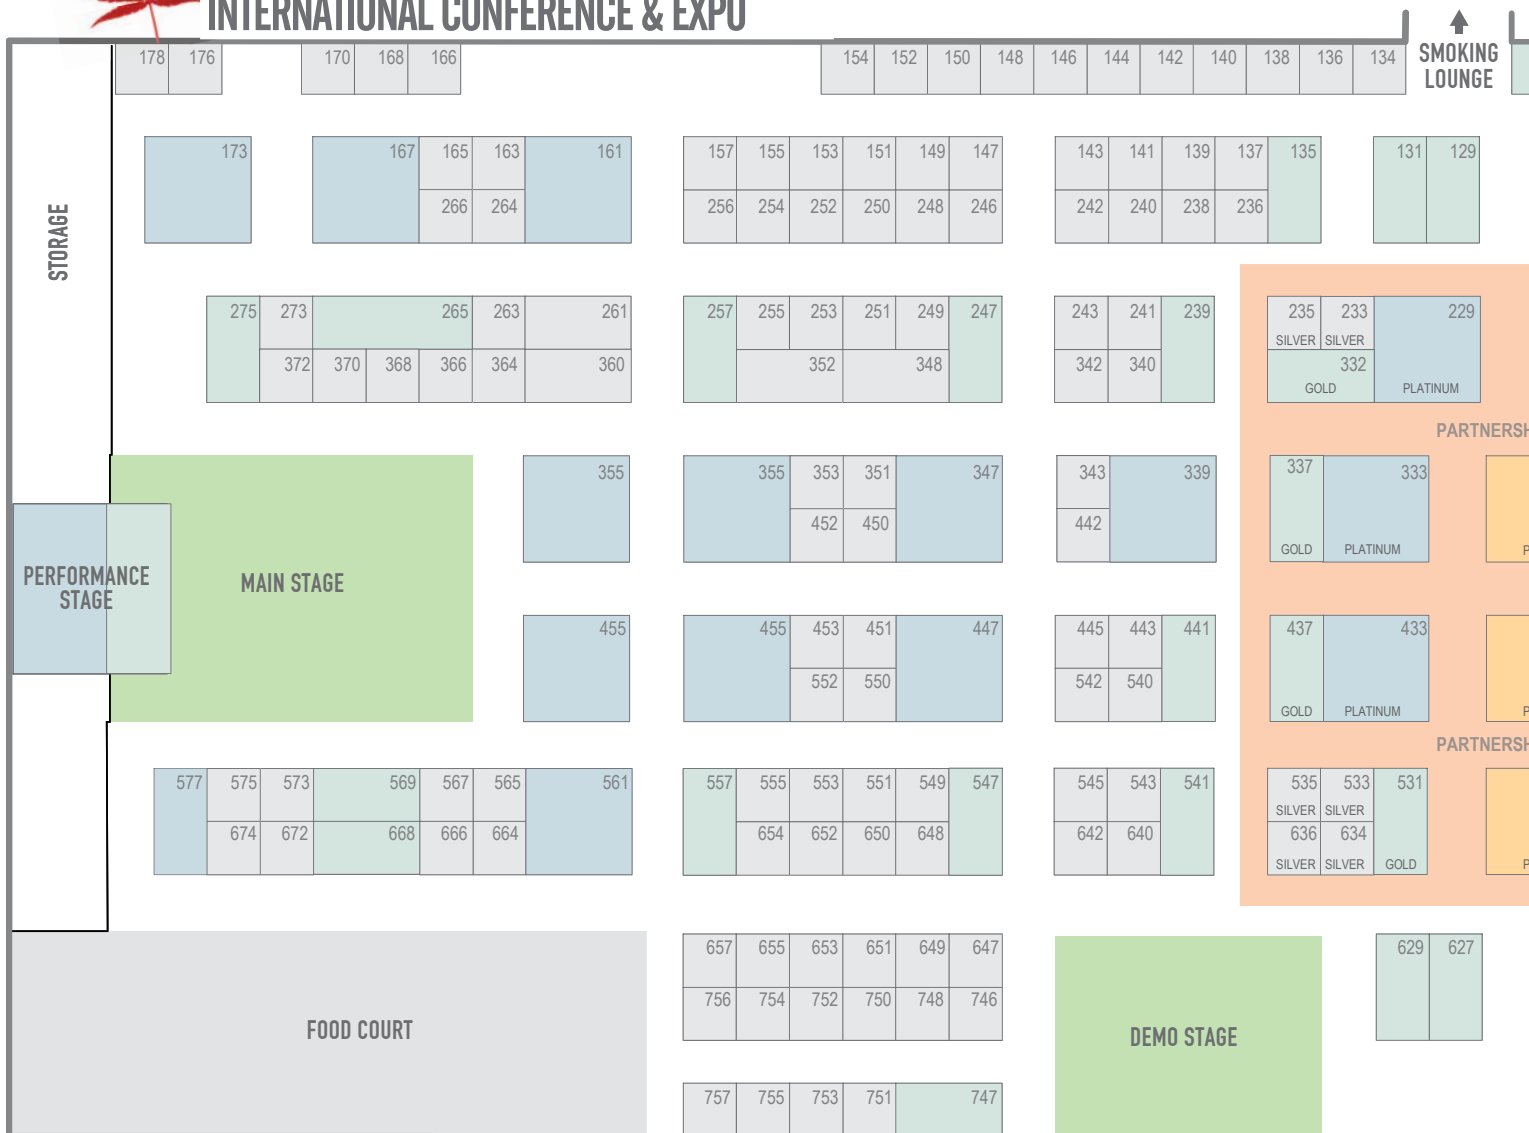 INTERNATIONAL CONFERENCE & EXPO
SMOKING
LOUNGE
178 176 170 168 166 154 152 150 148 146 144 142 140 138 136 134
173 167 165 163 161 157 155 153 151 149 147 143 141 139 137 135 131 129
266 264 256 254 252 250 248 246 242 240 238 236
STORAGE
275 273 265 263 261 257 255 253 251 249 247 243 241 239 235 233 229
SILVER SILVER
372 370 368 366 364 360 352 348 342 340 332
GOLD PLATINUM
PARTNERSH
355 355 353 351 347 343 339 337 333
452 450 442
GOLD PLATINUM P
PERFORMANCE
STAGE
MAIN STAGE
455 455 453 451 447 445 443 441 437 433
552 550 542 540
GOLD PLATINUM P
PARTNERSH
577 575 573 569 567 565 561 557 555 553 551 549 547 545 543 541 535 533 531
SILVER SILVER
674 672 668 666 664 654 652 650 648 642 640 636 634
SILVER SILVER GOLD P
657 655 653 651 649 647 629 627
756 754 752 750 748 746
FOOD COURT
DEMO STAGE
757 755 753 751 747